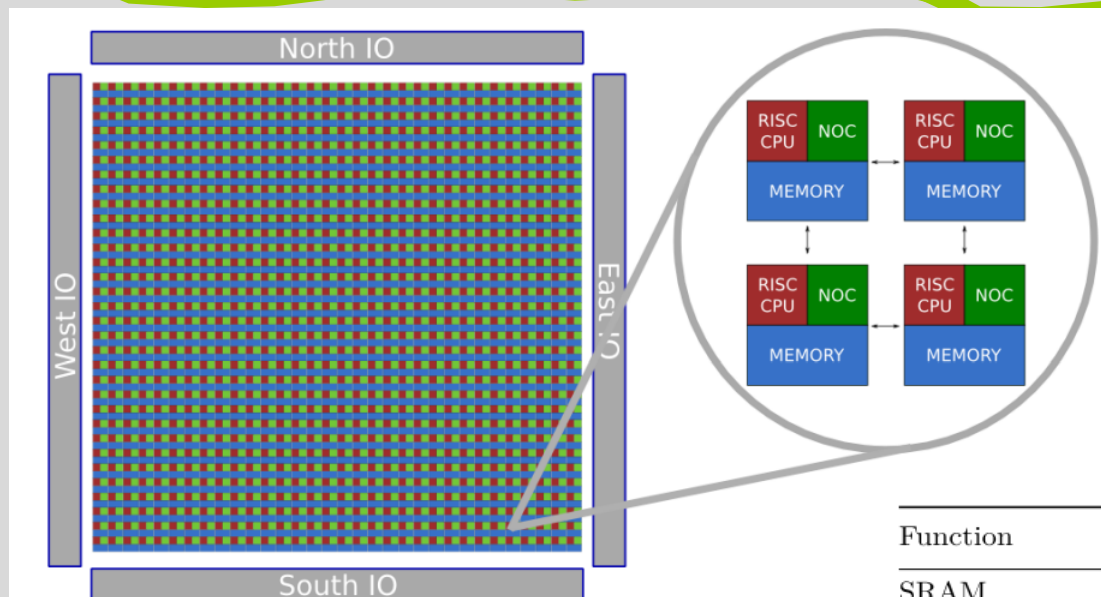 North IO
West IO
East IO
South IO
RISC CPU
NOC
MEMORY
RISC CPU
NOC
MEMORY
RISC CPU
NOC
MEMORY
RISC CPU
NOC
MEMORY
Function
SRAM